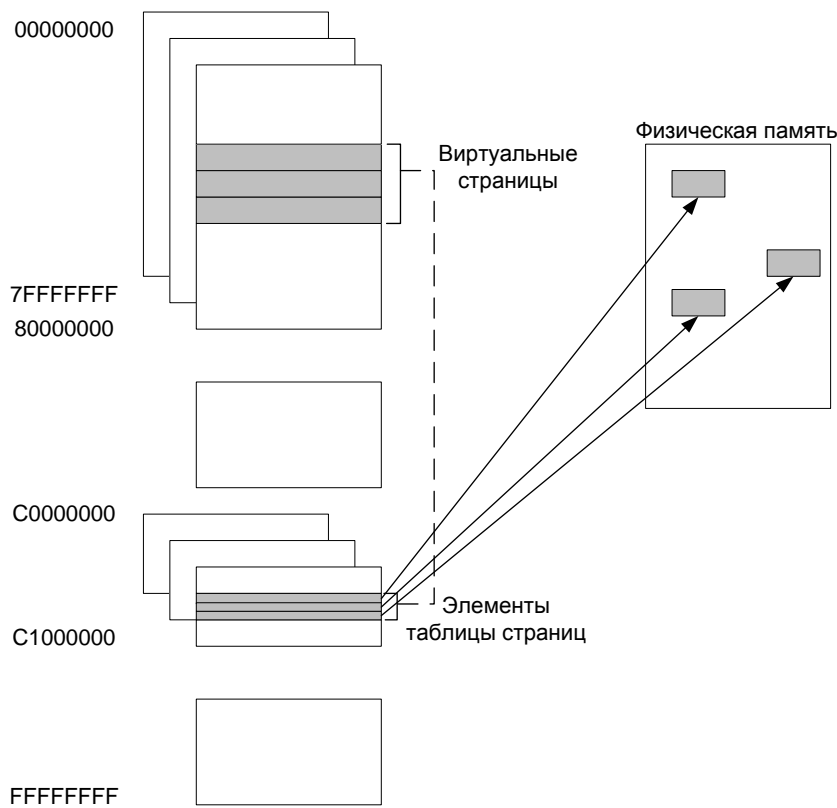 00000000
Физическая память
Виртуальные
страницы
7FFFFFFF
80000000
C0000000
Элементы
таблицы страниц
C1000000
FFFFFFFF